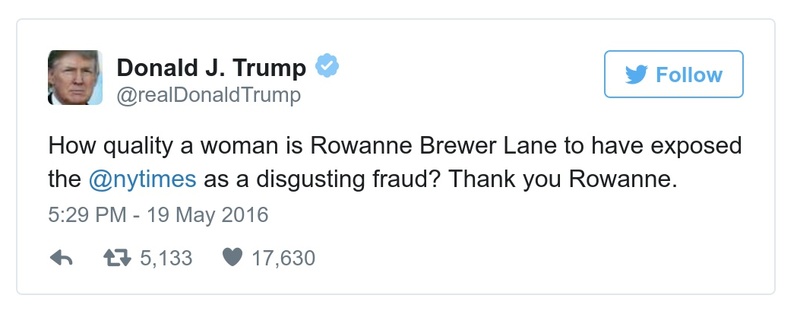 Donald J. Trump
@realDonaldTrump
Follow
How quality a woman is Rowanne Brewer Lane to have exposed
the @nytimes as a disgusting fraud? Thank you Rowanne.
5:29 PM - 19 May 2016
5,133 17,630